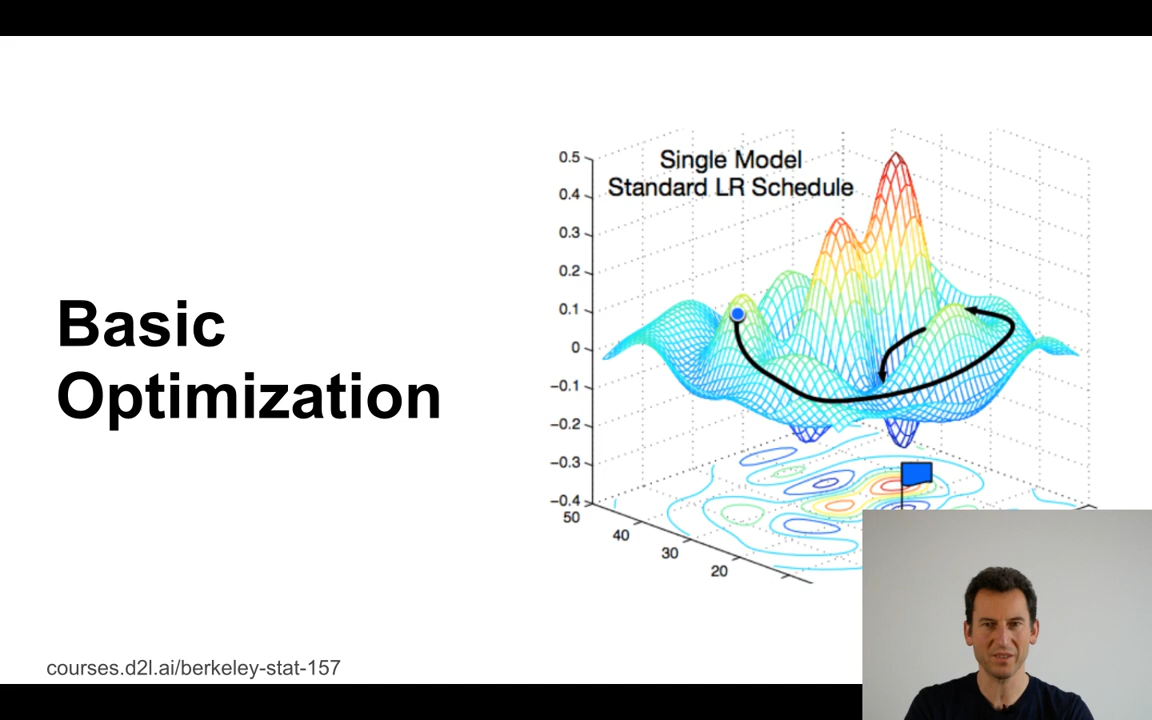 Single Model
Standard LR Schedule
0.5
0.4
0.3
0.2
0.1
0
−0.1
−0.2
−0.3
−0.4
50
40
30
20
Basic
Optimization
courses.d2l.ai/berkeley-stat-157